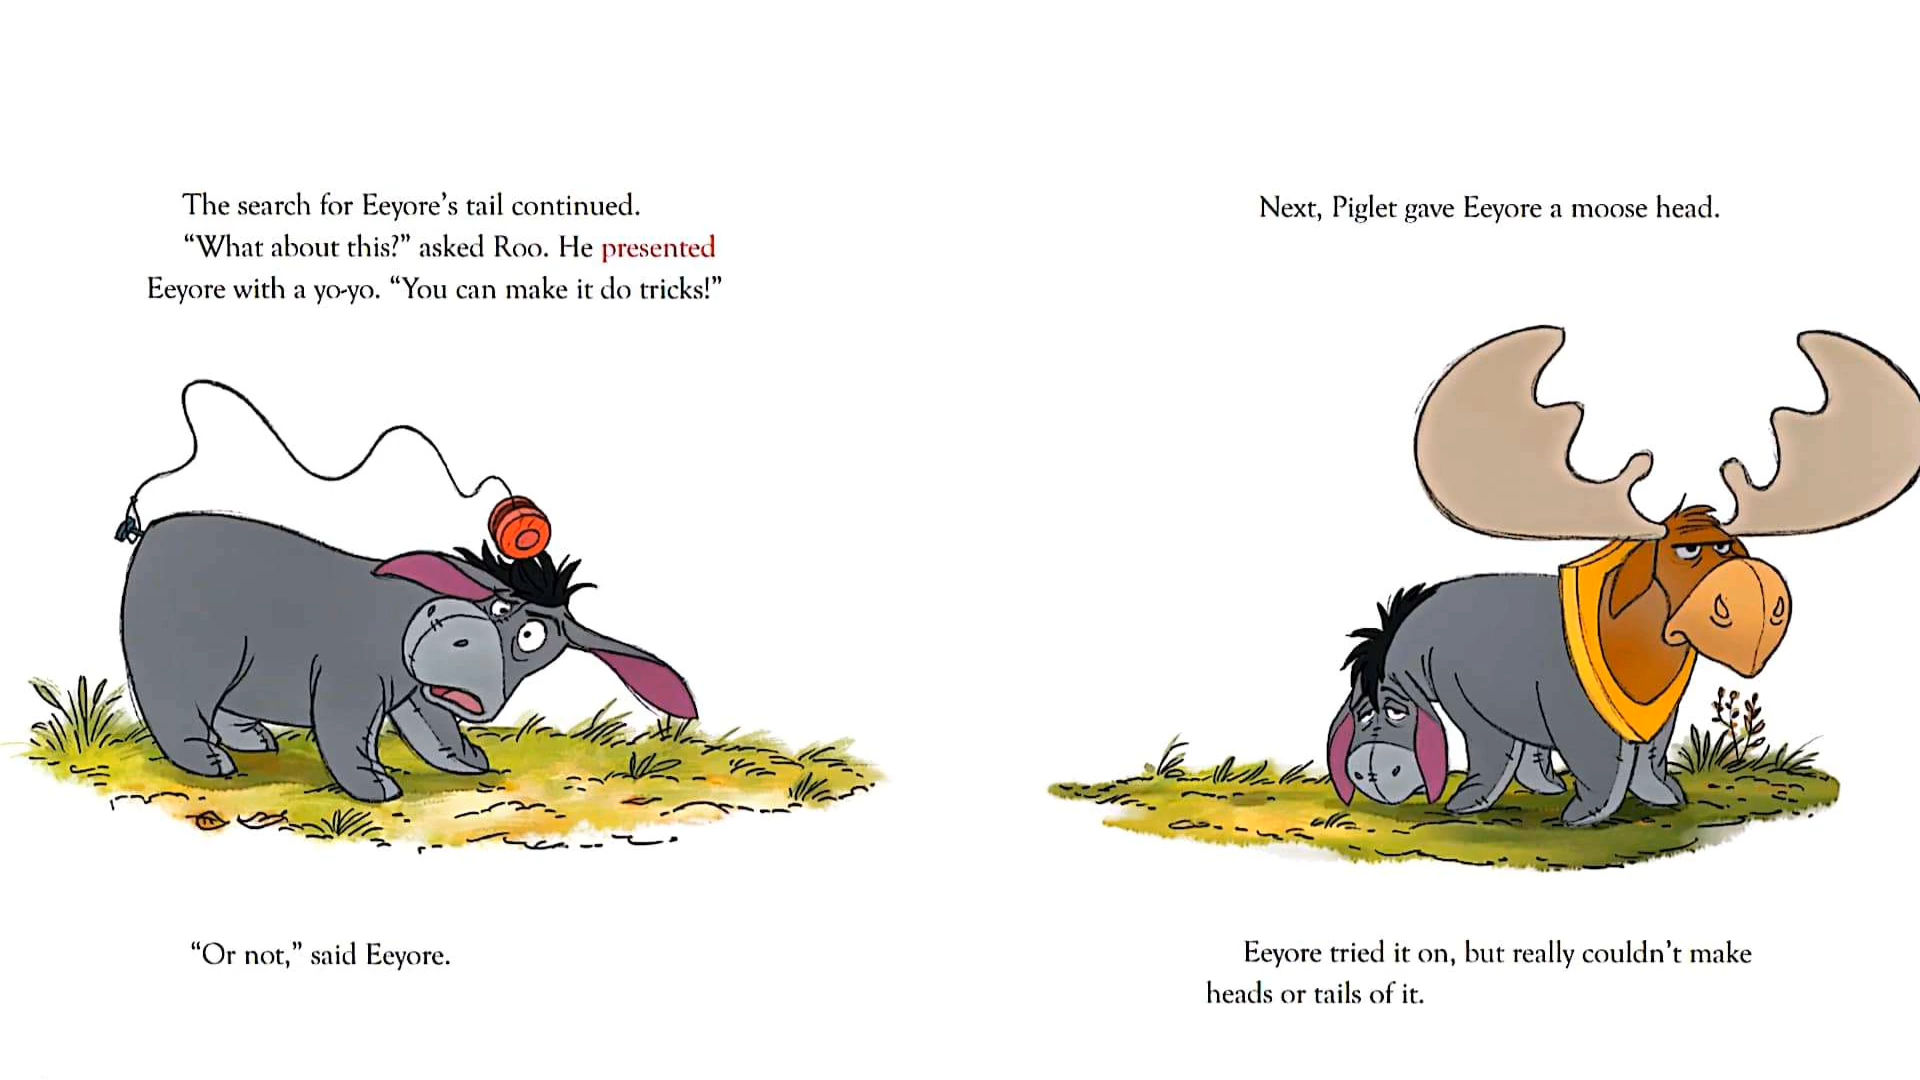 The search for Eeyore’s tail continued.
“What about this?” asked Roo. He presented
Eeyore with a yo-yo. “You can make it do tricks!”
“Or not,” said Eeyore.
Next, Piglet gave Eeyore a moose head.
Eeyore tried it on, but really couldn’t make
heads or tails of it.